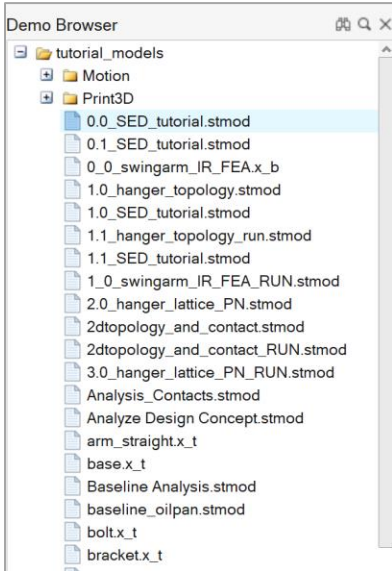 Demo Browser
tutorial_models
Motion
Print3D
0.0_SED_tutorial.stmod
0.1_SED_tutorial.stmod
0_0_swingarm_IR_FEA.x_b
1.0_hanger_topology.stmod
1.0_SED_tutorial.stmod
1.1_hanger_topology_run.stmod
1.1_SED_tutorial.stmod
1_0_swingarm_IR_FEA_RUN.stmod
2.0_hanger_lattice_PN.stmod
2dtopology_and_contact.stmod
2dtopology_and_contact_RUN.stmod
3.0_hanger_lattice_PN_RUN.stmod
Analysis_Contacts.stmod
Analyze Design Concept.stmod
arm_straight.x_t
base.x_t
Baseline Analysis.stmod
baseline_oilpan.stmod
bolt.x_t
bracket.x_t